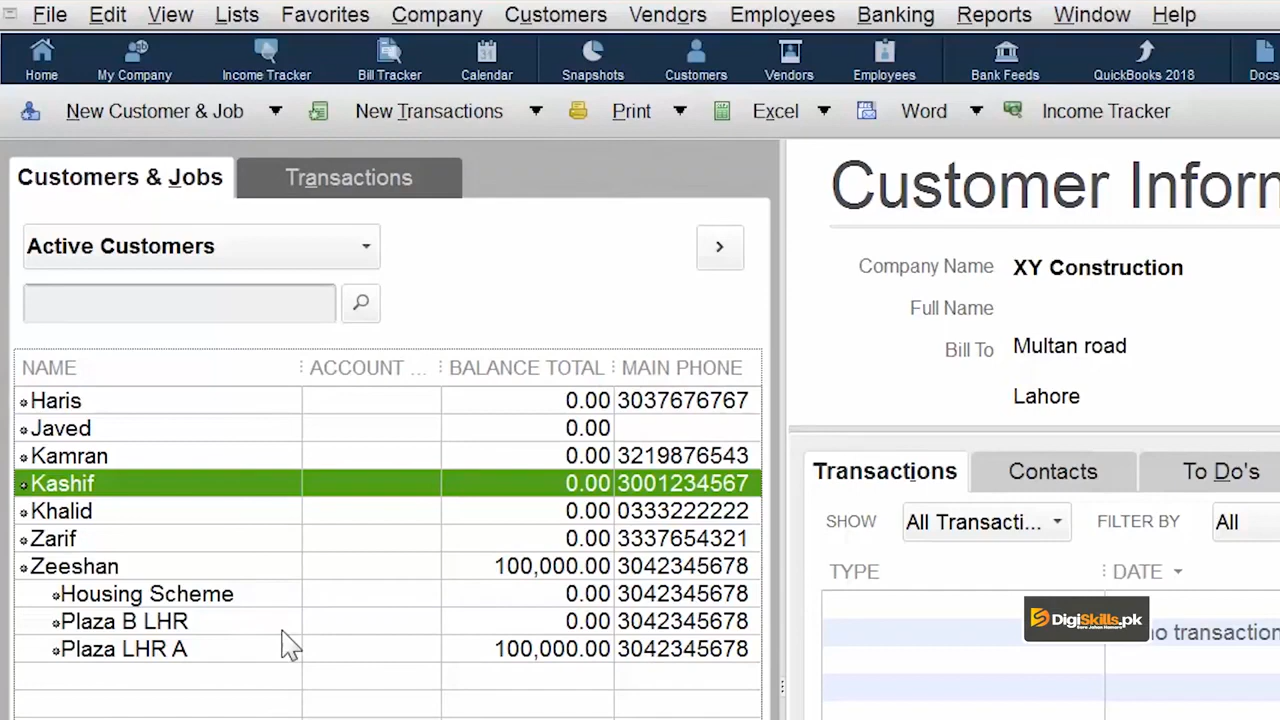 File Edit View Lists Favorites Company Customers Vendors Employees Banking Reports Window Help
Home My Company Income Tracker Bill Tracker Calendar Snapshots Customers Vendors Employees Bank Feeds QuickBooks 2018 Docs
New Customer & Job New Transactions Print Excel Word Income Tracker
Customers & Jobs Transactions
Active Customers
NAME ACCOUNT ... BALANCE TOTAL MAIN PHONE
Haris 0.00 3037676767
Javed 0.00
Kamran 0.00 3219876543
Kashif 0.00 3001234567
Khalid 0.00 0333222222
Zarif 0.00 3337654321
Zeeshan 100,000.00 3042345678
Housing Scheme 0.00 3042345678
Plaza B LHR 0.00 3042345678
Plaza LHR A 100,000.00 3042345678
Customer Inforn
Company Name XY Construction
Full Name
Bill To Multan road
Lahore
Transactions Contacts To Do's
SHOW All Transacti... FILTER BY All
TYPE DATE
DigiSkills.pk
no transaction